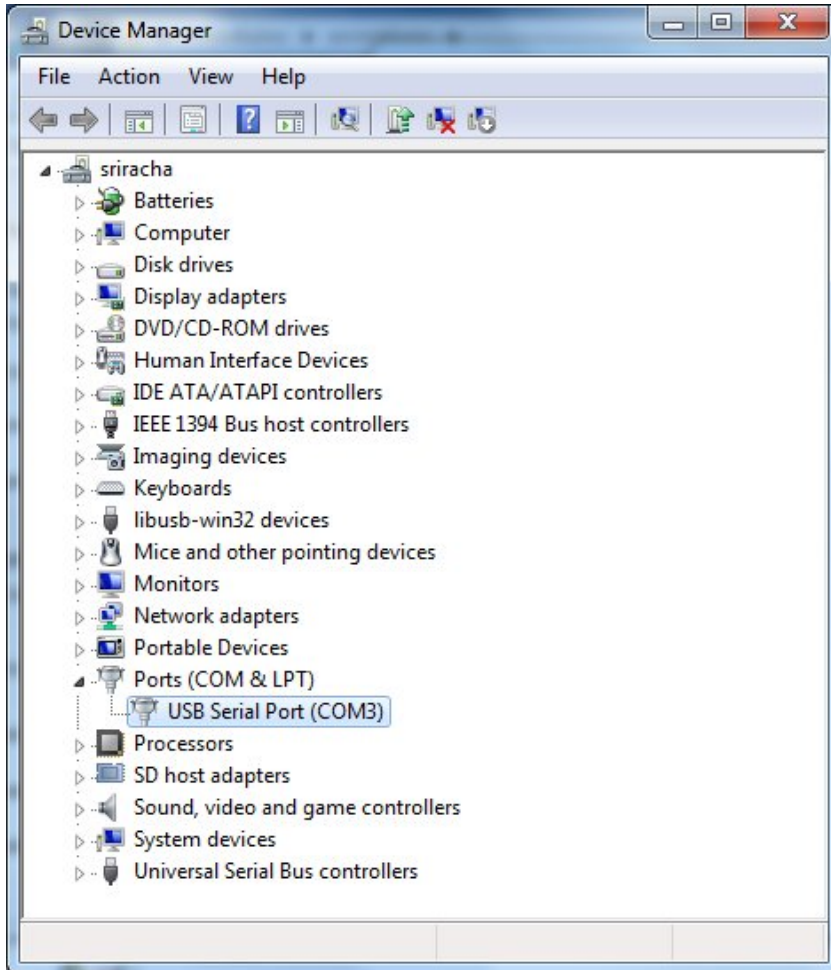 Device Manager
File Action View Help
sriracha
Batteries
Computer
Disk drives
Display adapters
DVD/CD-ROM drives
Human Interface Devices
IDE ATA/ATAPI controllers
IEEE 1394 Bus host controllers
Imaging devices
Keyboards
libusb-win32 devices
Mice and other pointing devices
Monitors
Network adapters
Portable Devices
Ports (COM & LPT)
USB Serial Port (COM3)
Processors
SD host adapters
Sound, video and game controllers
System devices
Universal Serial Bus controllers